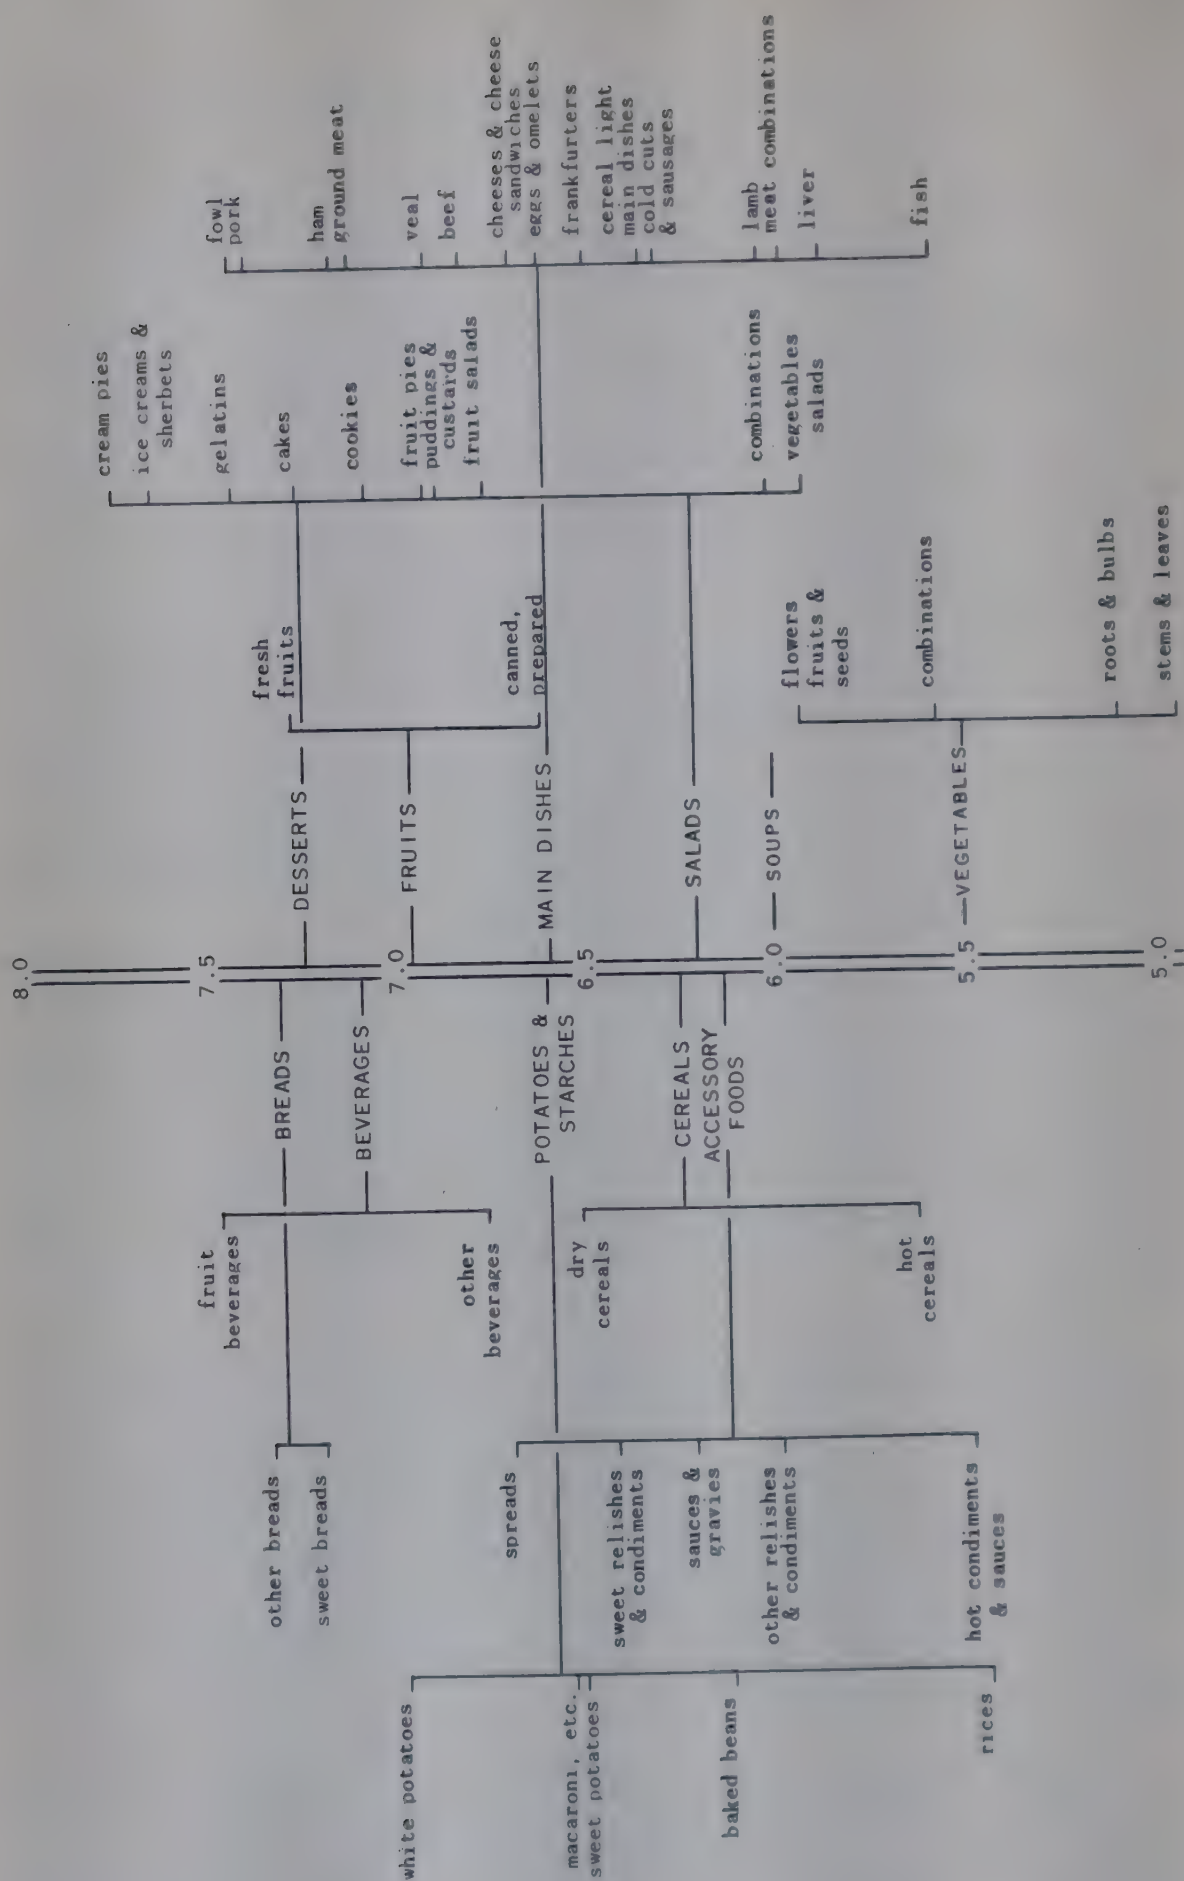 white potatoes
macaroni, etc.
sweet potatoes
baked beans
rices
other breads
sweet breads
spreads
sweet relishes
& condiments
sauces &
gravies
other relishes
& condiments
hot condiments
& sauces
fruit
beverages
other
beverages
dry
cereals
hot
cereals
BREADS
BEVERAGES
POTATOES &
STARCHES
CEREALS
ACCESSORY
FOODS
8.0
7.5
7.0
6.5
6.0
5.5
5.0
DESSERTS
FRUITS
MAIN DISHES
SALADS
SOUPS
VEGETABLES
fresh
fruits
canned,
prepared
flowers
fruits &
seeds
combinations
roots & bulbs
stems & leaves
cream pies
ice creams &
sherbets
gelatins
cakes
cookies
fruit pies
puddings &
custards
fruit salads
combinations
vegetables
salads
fowl
pork
ham
ground meat
veal
beef
cheeses & cheese
sandwiches
eggs & omelets
frankfurters
cereal light
main dishes
cold cuts
& sausages
lamb
meat combinations
liver
fish